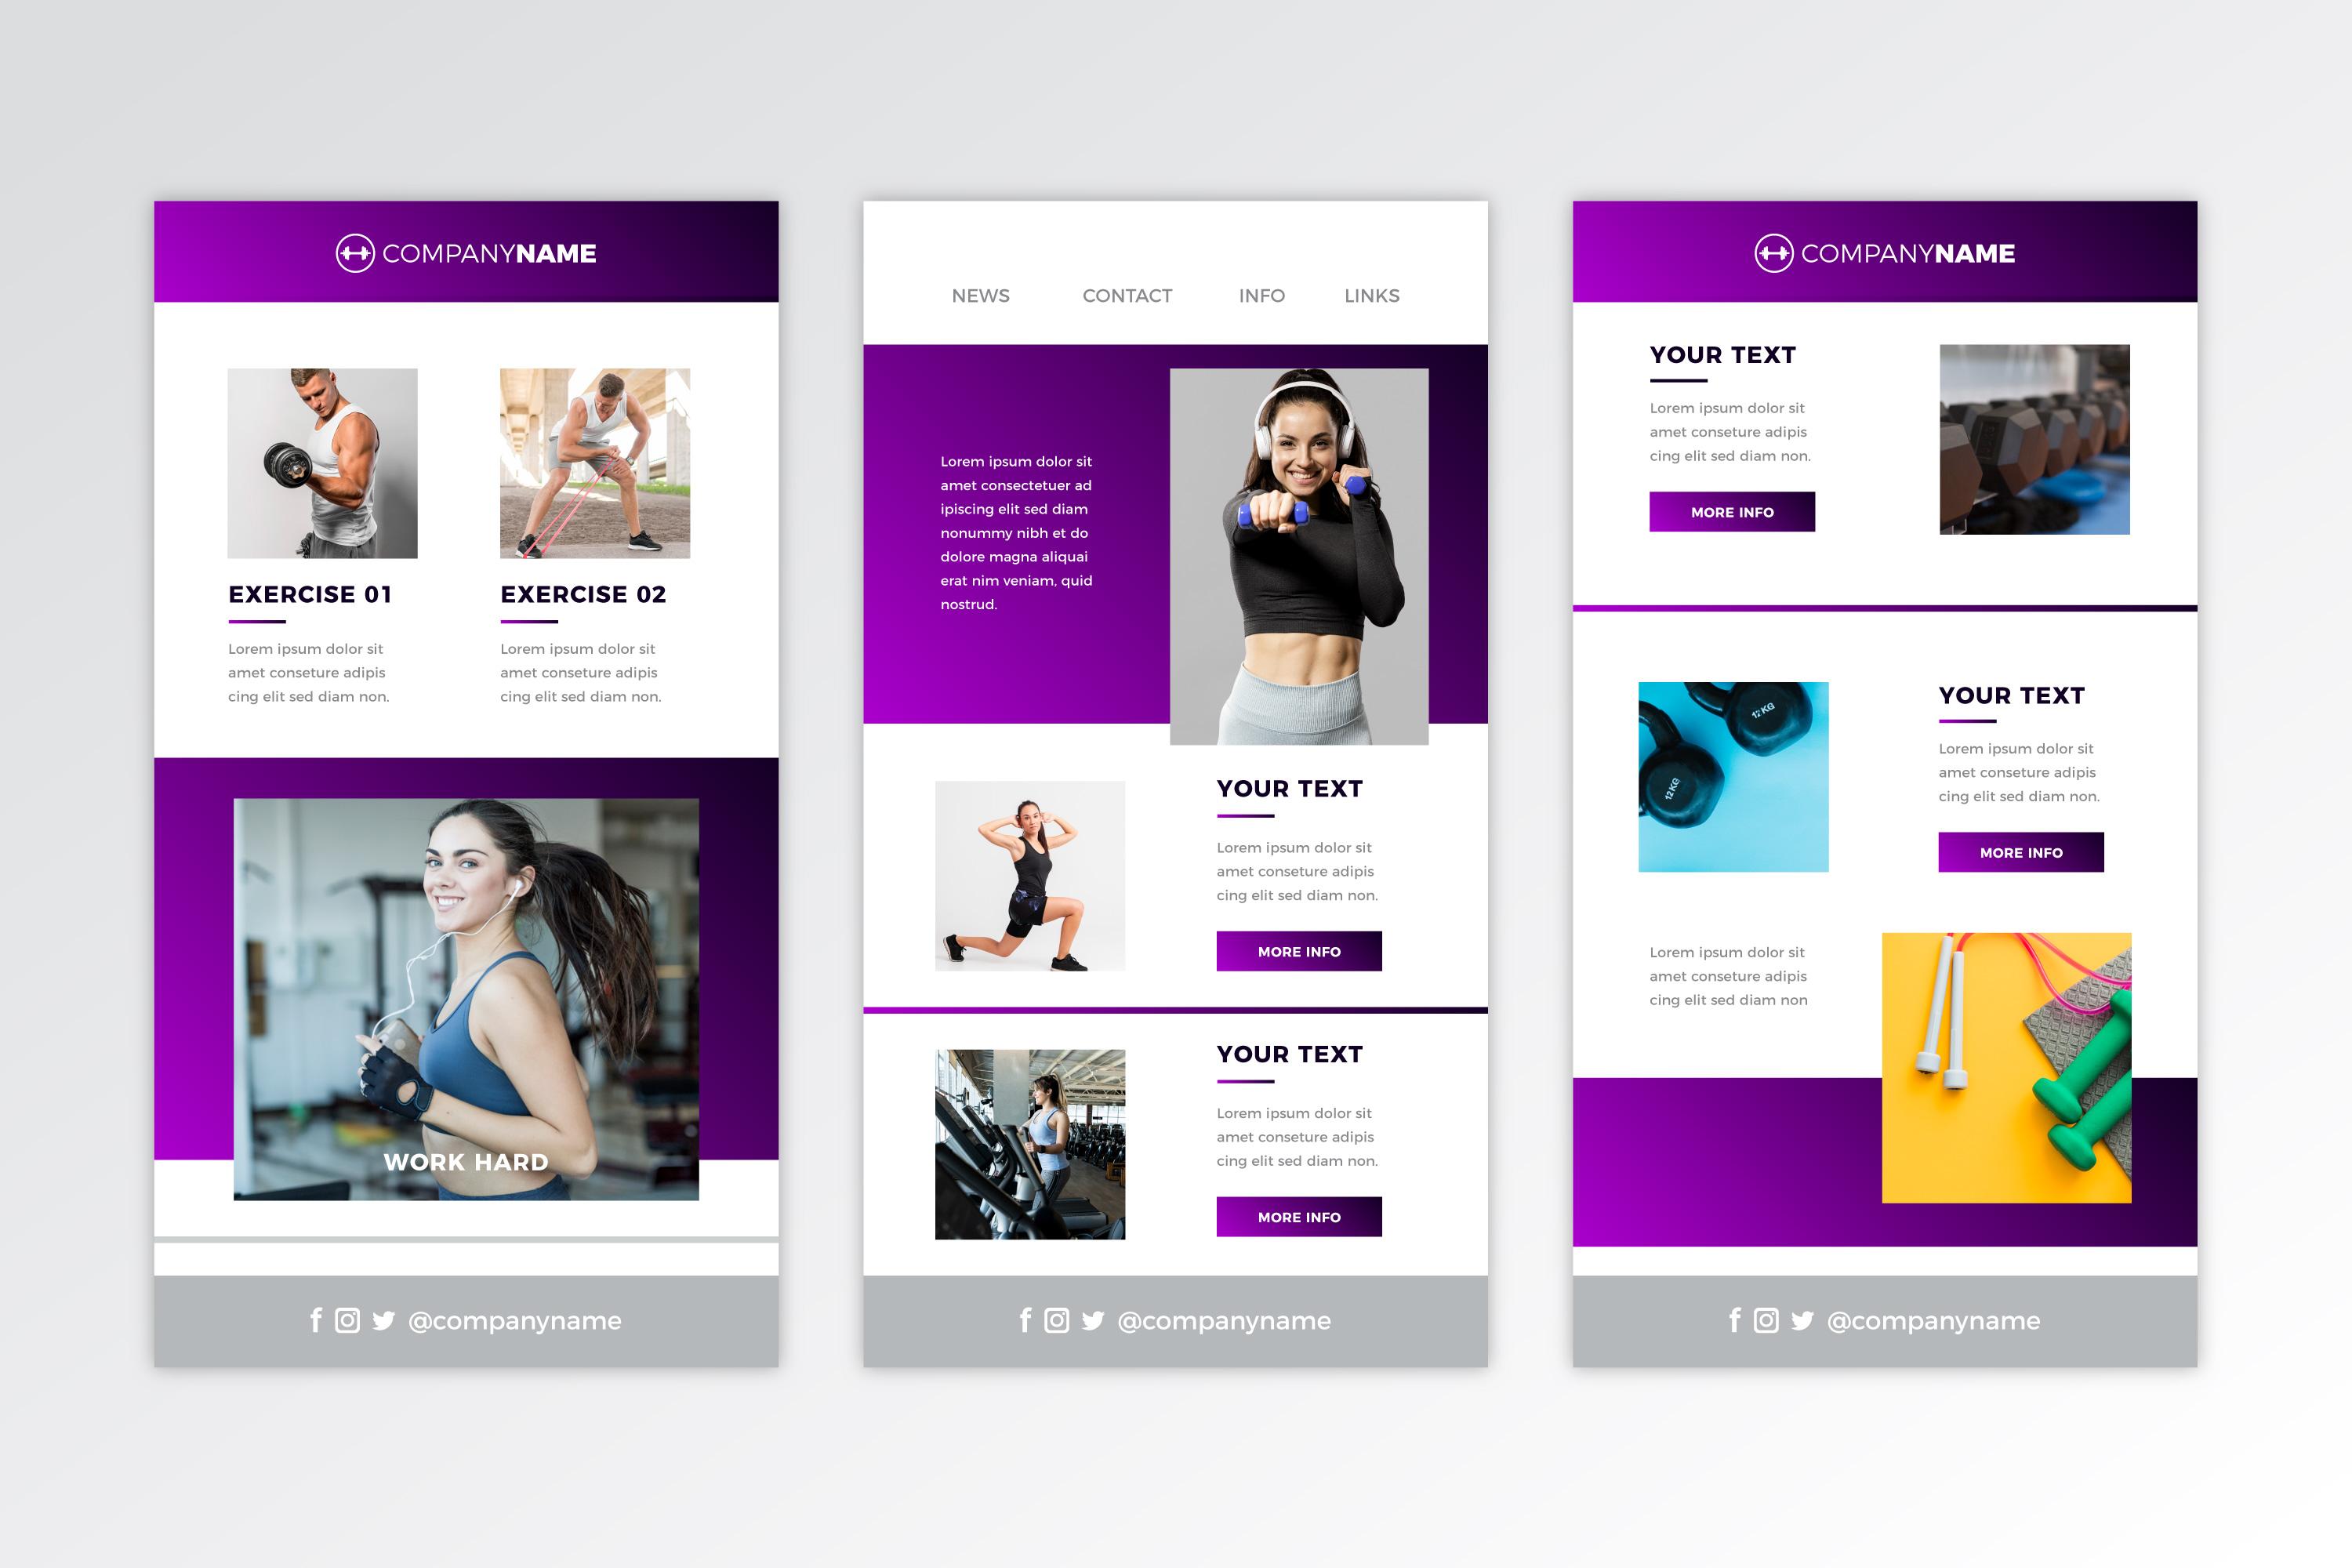 COMPANYNAME
EXERCISE 01
Lorem ipsum dolor sit
amet conseture adipis
cing elit sed diam non.
EXERCISE 02
Lorem ipsum dolor sit
amet conseture adipis
cing elit sed diam non.
WORK HARD
@companyname
NEWS CONTACT INFO LINKS
Lorem ipsum dolor sit
amet consectetuer ad
ipiscing elit sed diam
nonummy nibh et do
dolore magna aliquai
erat nim veniam, quid
nostrud.
YOUR TEXT
Lorem ipsum dolor sit
amet conseture adipis
cing elit sed diam non.
MORE INFO
YOUR TEXT
Lorem ipsum dolor sit
amet conseture adipis
cing elit sed diam non.
MORE INFO
@companyname
COMPANYNAME
YOUR TEXT
Lorem ipsum dolor sit
amet conseture adipis
cing elit sed diam non.
MORE INFO
12 KG
12 KG
YOUR TEXT
Lorem ipsum dolor sit
amet conseture adipis
cing elit sed diam non.
MORE INFO
Lorem ipsum dolor sit
amet conseture adipis
cing elit sed diam non
@companyname